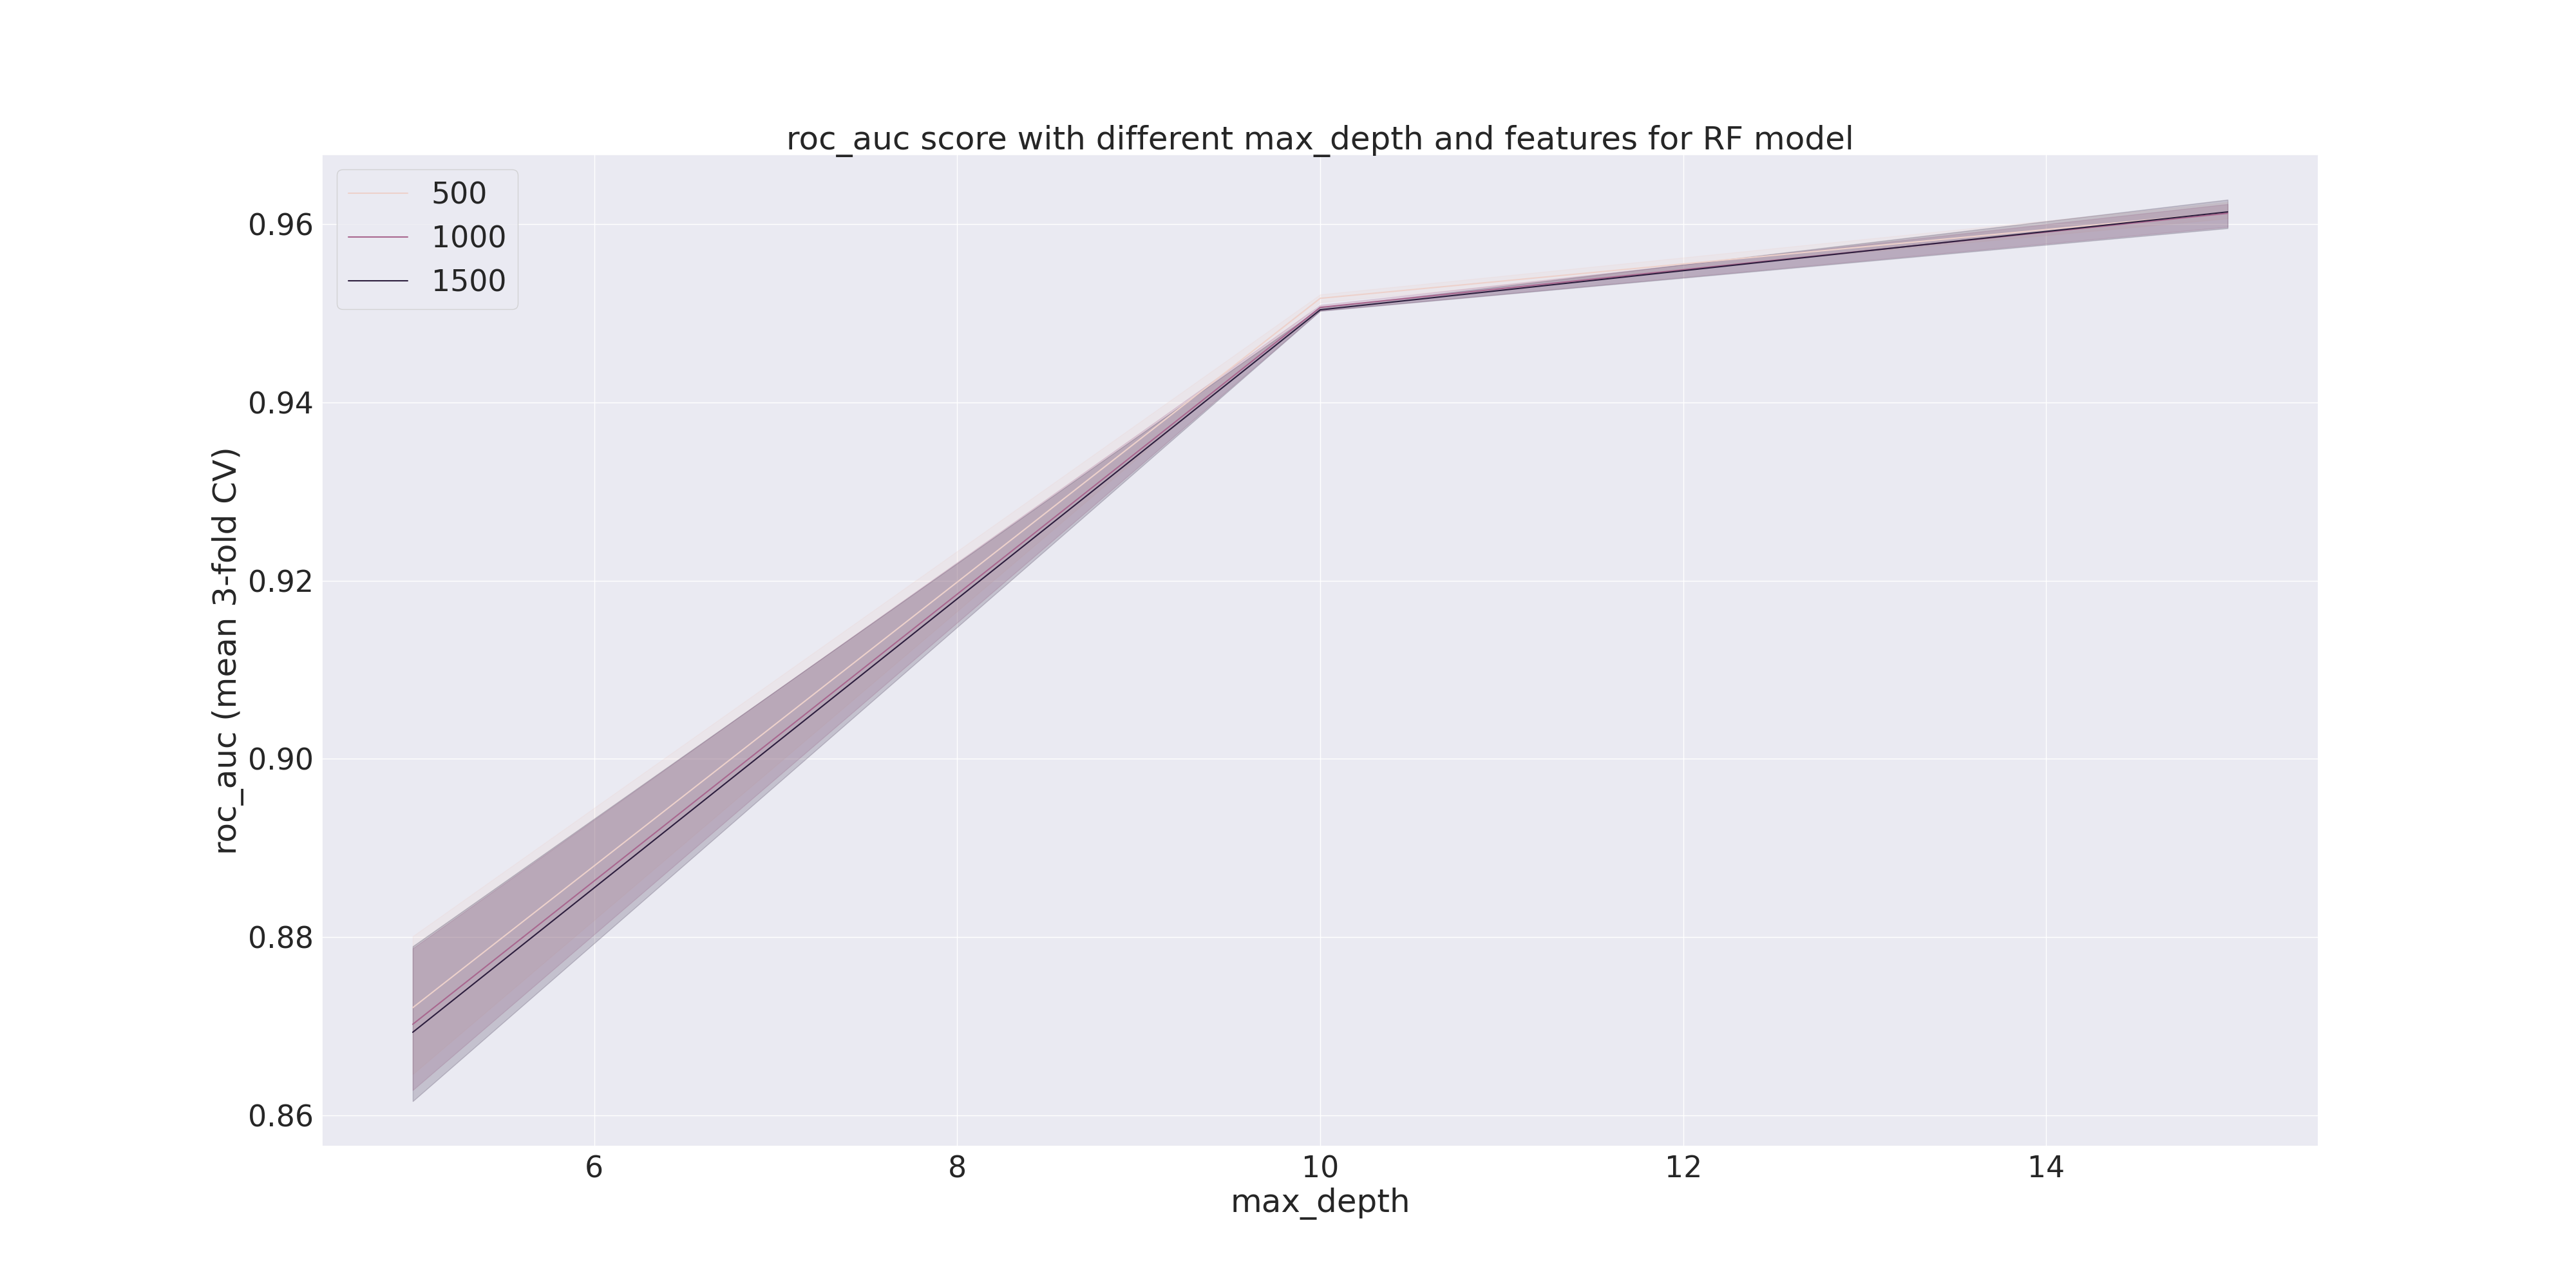 roc_auc score with different max_depth and features for RF model
500
1000
1500
roc_auc (mean 3-fold CV)
0.96
0.94
0.92
0.90
0.88
0.86
6 8 10 12 14
max_depth